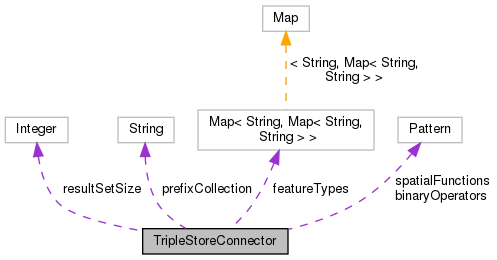 Map
< String, Map< String,
String > >
Integer
String
Map< String, Map< String,
String > >
Pattern
resultSetSize
prefixCollection
featureTypes
spatialFunctions
binaryOperators
TripleStoreConnector